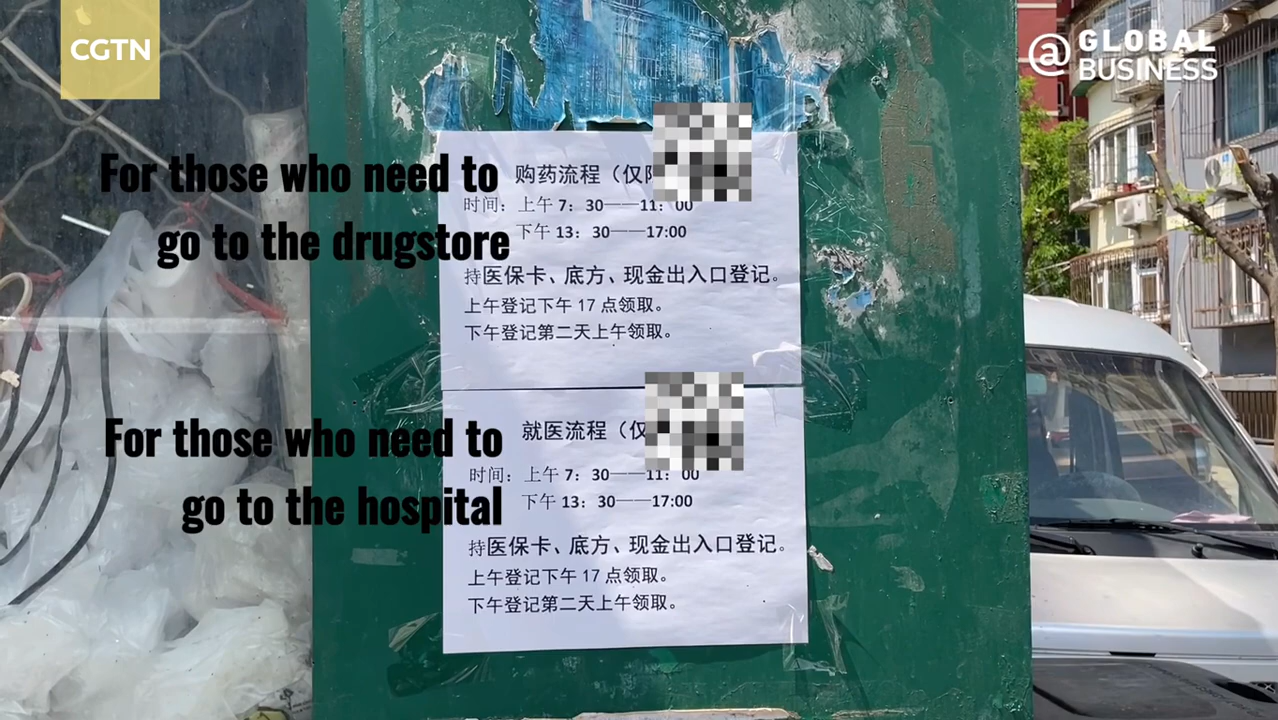 CGTN
@GLOBAL
BUSINESS
For those who need to
go to the drugstore
购药流程（仅
时间：上午 7：30——11：00
下午 13：30——17:00
持医保卡、底方、现金出入口登记。
上午登记下午 17 点领取。
下午登记第二天上午领取。
For those who need to
go to the hospital
就医流程（仅
时间：上午 7：30——11：00
下午 13：30——17:00
持医保卡、底方、现金出入口登记。
上午登记下午 17 点领取。
下午登记第二天上午领取。